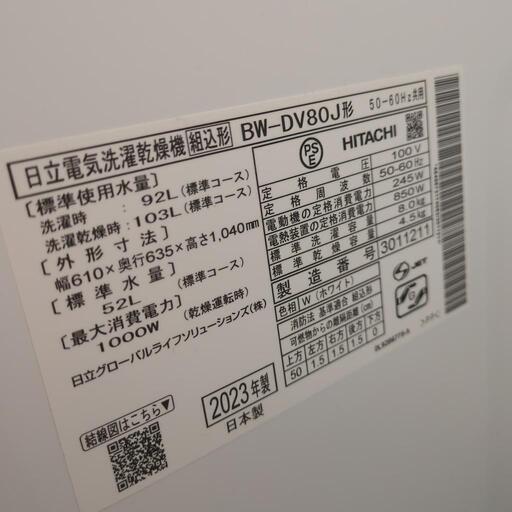 日立電気洗濯乾燥機 組込形 BW-DV80J形 50-60Hz共用
[標準使用水量]
洗濯時 : 92L(標準コース)
洗濯乾燥時:103L(標準コース)
[外形寸法]
幅610×奥行635×高さ1,040mm
[標準水量]
52L (標準コース)
[最大消費電力]
1000W (乾燥運転時)
日立グローバルライフソリューションズ(株)
結線図はこちら▼
2023年製
日本製
PSE HITACHI
定格電圧 100V
定格周波数 50-60Hz
電動機の定格消費電力 245W
電熱装置の定格消費電力 850W
標準洗濯容量 8.0kg
標準乾燥容量 4.5kg
製造番号 3011211
色相 W (ホワイト)
消防法 基準適合 組込形
可燃物からの離隔距離(cm)
上方 左方 右方 前方 後方 下方
50 1.5 1.5 1.5 0
JET
S